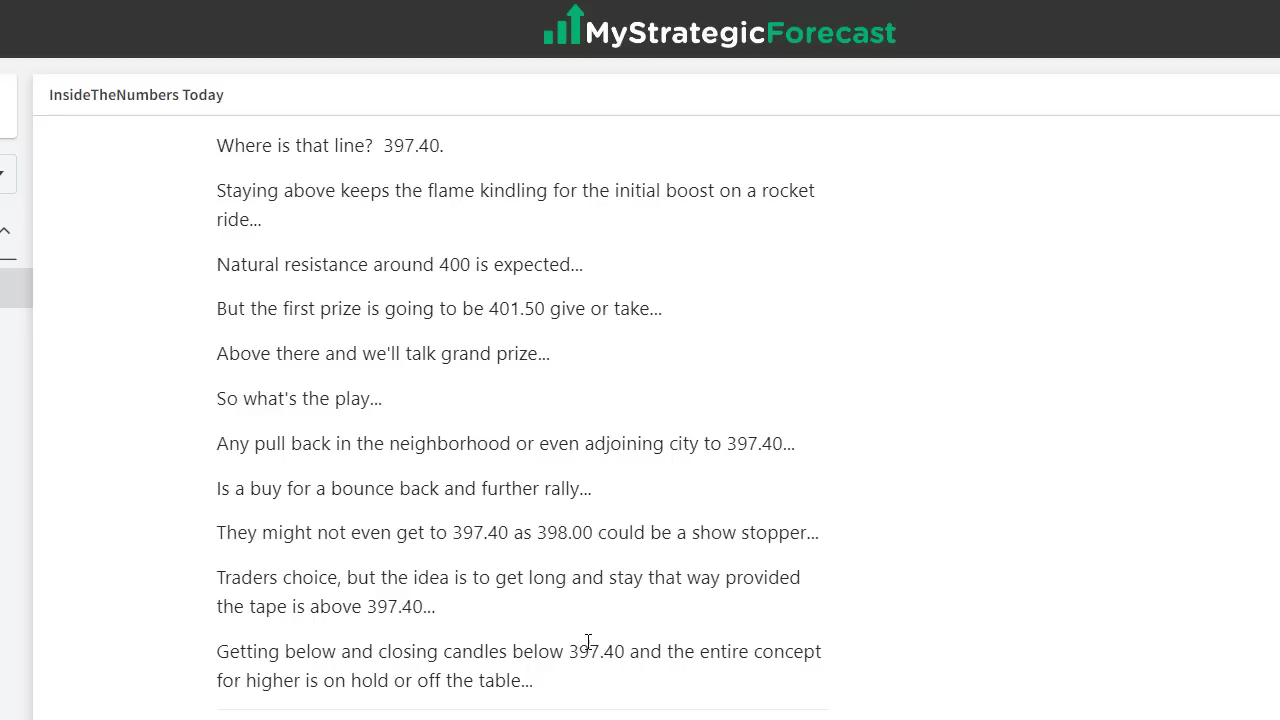 MyStrategicForecast
InsideTheNumbers Today
Where is that line?  397.40.
Staying above keeps the flame kindling for the initial boost on a rocket
ride...
Natural resistance around 400 is expected...
But the first prize is going to be 401.50 give or take...
Above there and we'll talk grand prize...
So what's the play...
Any pull back in the neighborhood or even adjoining city to 397.40...
Is a buy for a bounce back and further rally...
They might not even get to 397.40 as 398.00 could be a show stopper...
Traders choice, but the idea is to get long and stay that way provided
the tape is above 397.40...
Getting below and closing candles below 397.40 and the entire concept
for higher is on hold or off the table...